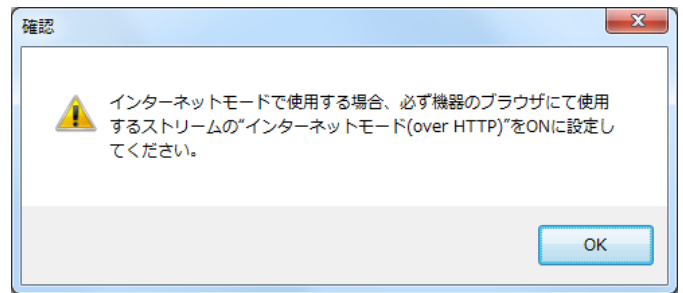 確認
インターネットモードで使用する場合、必ず機器のブラウザにて使用
するストリームの“インターネットモード(over HTTP)”をONに設定し
てください。
OK